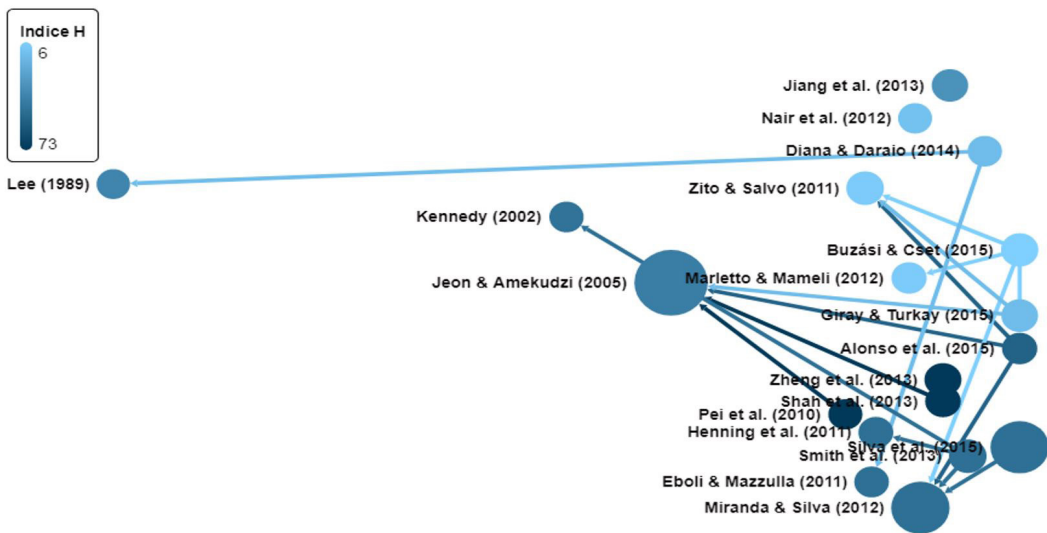 Indice H
6
73
Jiang et al. (2013)
Nair et al. (2012)
Diana & Daraio (2014)
Lee (1989)
Zito & Salvo (2011)
Kennedy (2002)
Buzási & Cset (2015)
Jeon & Amekudzi (2005)
Marletto & Mameli (2012)
Giray & Turkay (2015)
Alonso et al. (2015)
Zheng et al. (2013)
Shah et al. (2013)
Pei et al. (2010)
Henning et al. (2011)
Silva et al. (2015)
Smith et al. (2013)
Eboli & Mazzulla (2011)
Miranda & Silva (2012)